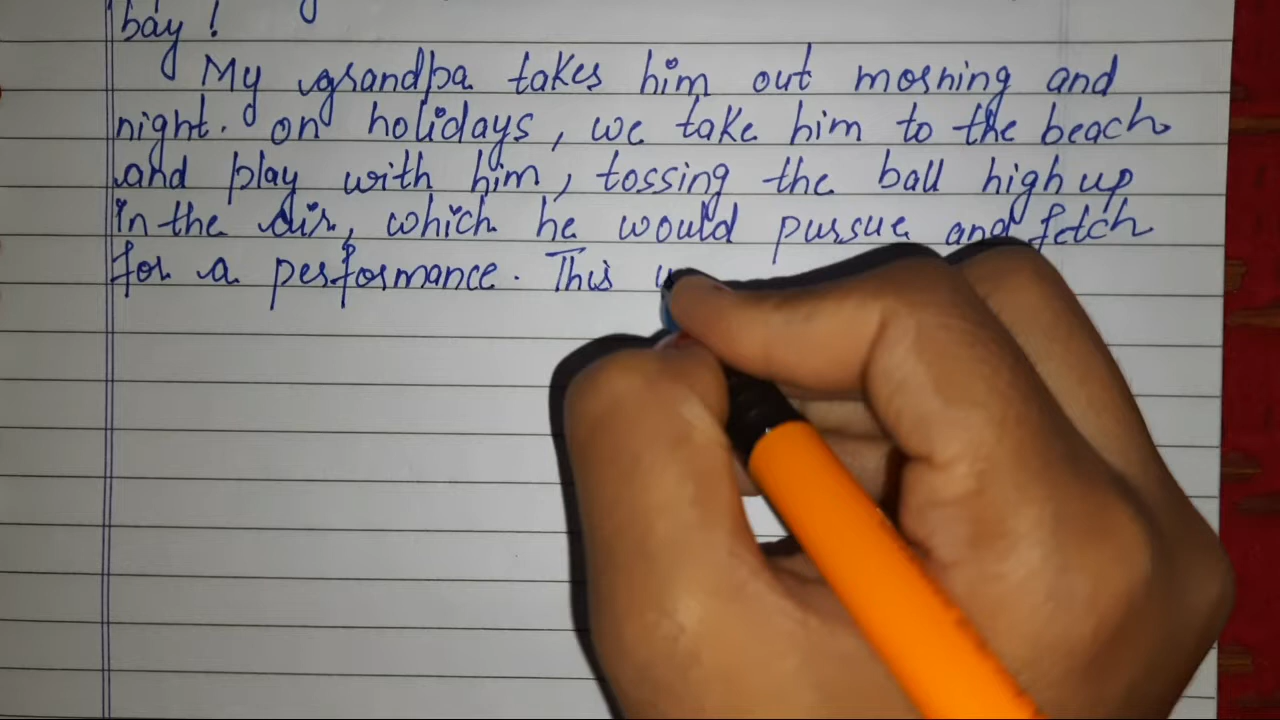 bay !
My grandpa takes him out morning and
night. on holidays, we take him to the beach
and play with him, tossing the ball high up
in the air, which he would pursue and fetch
for a performance. This